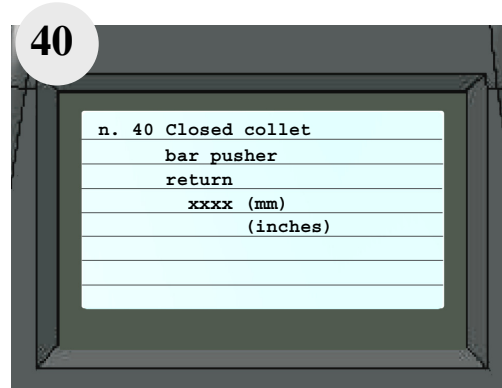 40
n. 40 Closed collet
bar pusher
return
xxxx (mm)
(inches)